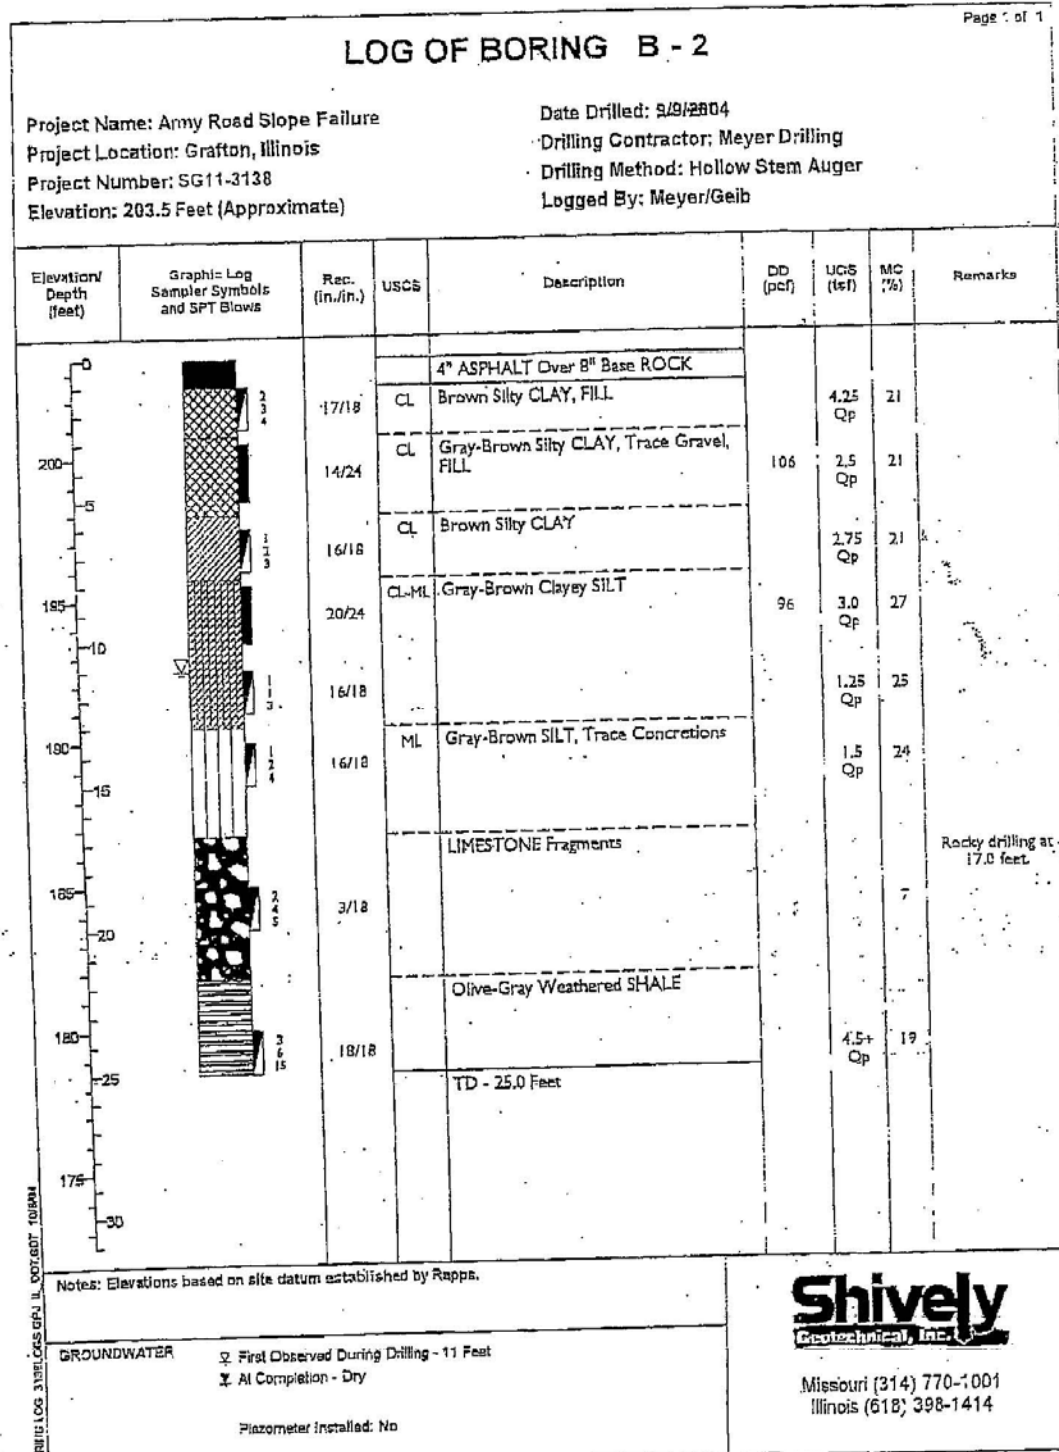 Page 1 of 1
LOG OF BORING B - 2
Project Name: Army Road Slope Failure
Project Location: Grafton, Illinois
Project Number: SG11-3138
Elevation: 203.5 Feet (Approximate)
Date Drilled: 9/9/2004
Drilling Contractor: Meyer Drilling
Drilling Method: Hollow Stem Auger
Logged By: Meyer/Geib
Elevation/ Depth (feet)
Graphic Log Sampler Symbols and SPT Blows
Rec. (in./in.)
USCS
Description
DD (pcf)
UCS (tsf)
MC (%)
Remarks
0
4" ASPHALT Over 8" Base ROCK
2 3 4
17/18
CL
Brown Silty CLAY, FILL
4.25 Qp
21
200
14/24
CL
Gray-Brown Silty CLAY, Trace Gravel, FILL
106
2.5 Qp
21
5
1 2 3
16/18
CL
Brown Silty CLAY
2.75 Qp
21
195
20/24
CL-ML
Gray-Brown Clayey SILT
96
3.0 Qp
27
10
1 1 3
16/18
1.25 Qp
25
190
1 2 4
16/18
ML
Gray-Brown SILT, Trace Concretions
1.5 Qp
24
15
LIMESTONE Fragments
Rocky drilling at 17.0 feet.
185
4 5
3/18
7
20
Olive-Gray Weathered SHALE
180
3 6 15
18/18
4.5+ Qp
19
25
TD - 25.0 Feet
175
30
Notes: Elevations based on site datum established by Rapps.
GROUNDWATER
First Observed During Drilling - 11 Feet
At Completion - Dry
Piezometer Installed: No
Shively
Geotechnical, Inc.
Missouri (314) 770-1001
Illinois (618) 398-1414